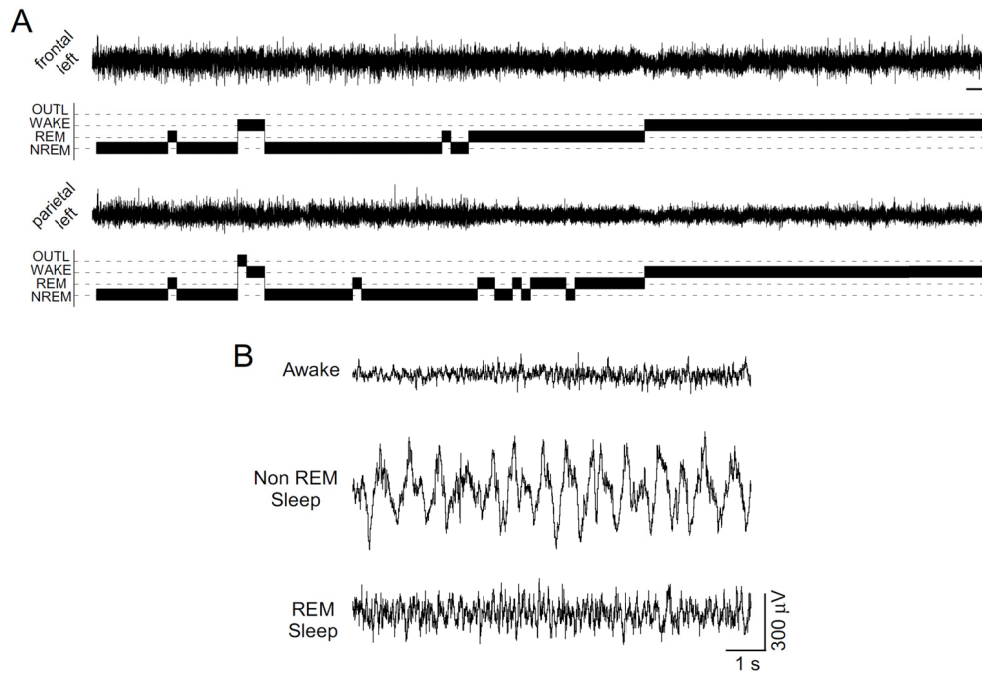 A
frontal
left
OUTL
WAKE
REM
NREM
parietal
left
OUTL
WAKE
REM
NREM
B
Awake
Non REM
Sleep
REM
Sleep
300 µV
1 s